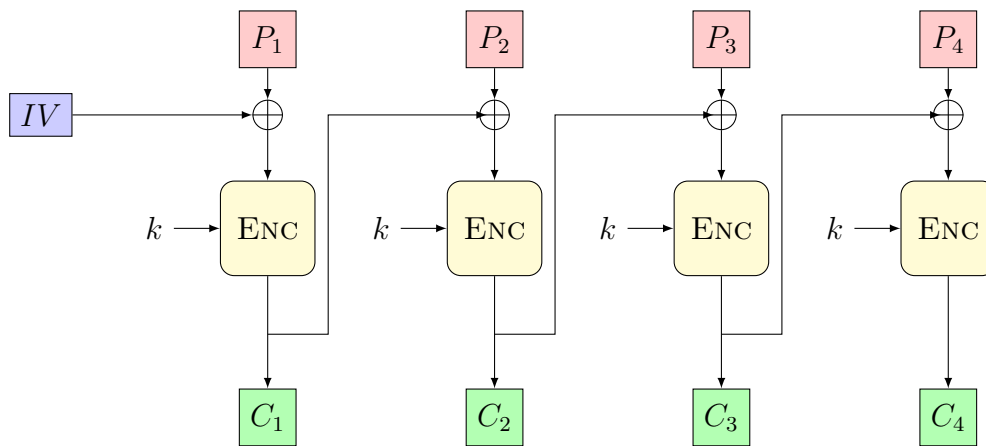 P₁ P₂ P₃ P₄
IV
k ENC k ENC k ENC k ENC
C₁ C₂ C₃ C₄